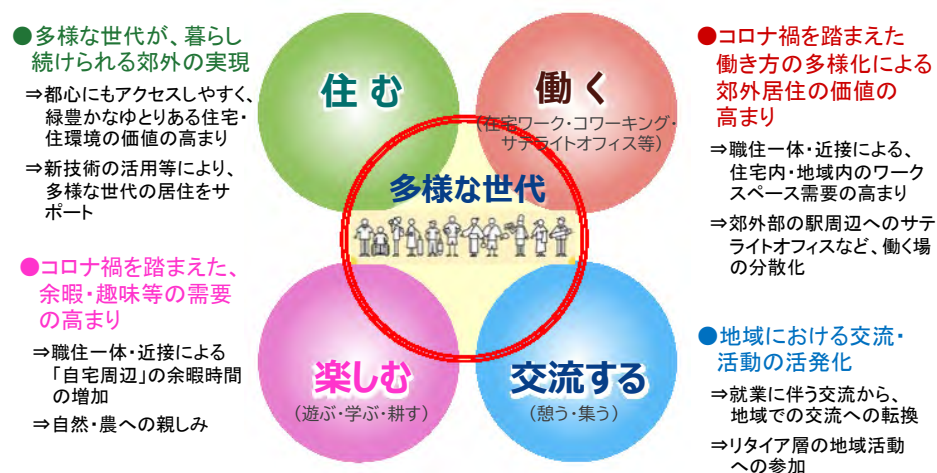 ●多様な世代が、暮らし
続けられる郊外の実現
⇒都心にもアクセスしやすく、
緑豊かなゆとりある住宅・
住環境の価値の高まり
⇒新技術の活用等により、
多様な世代の居住をサ
ポート
●コロナ禍を踏まえた、
余暇・趣味等の需要
の高まり
⇒職住一体・近接による
「自宅周辺」の余暇時間
の増加
⇒自然・農への親しみ
住む
働く
(在宅ワーク・コワーキング・
サテライトオフィス等)
多様な世代
楽しむ
(遊ぶ・学ぶ・耕す)
交流する
(憩う・集う)
●コロナ禍を踏まえた
働き方の多様化による
郊外居住の価値の
高まり
⇒職住一体・近接による、
住宅内・地域内のワーク
スペース需要の高まり
⇒郊外部の駅周辺へのサテ
ライトオフィスなど、働く場
の分散化
●地域における交流・
活動の活発化
⇒就業に伴う交流から、
地域での交流への転換
⇒リタイア層の地域活動
への参加